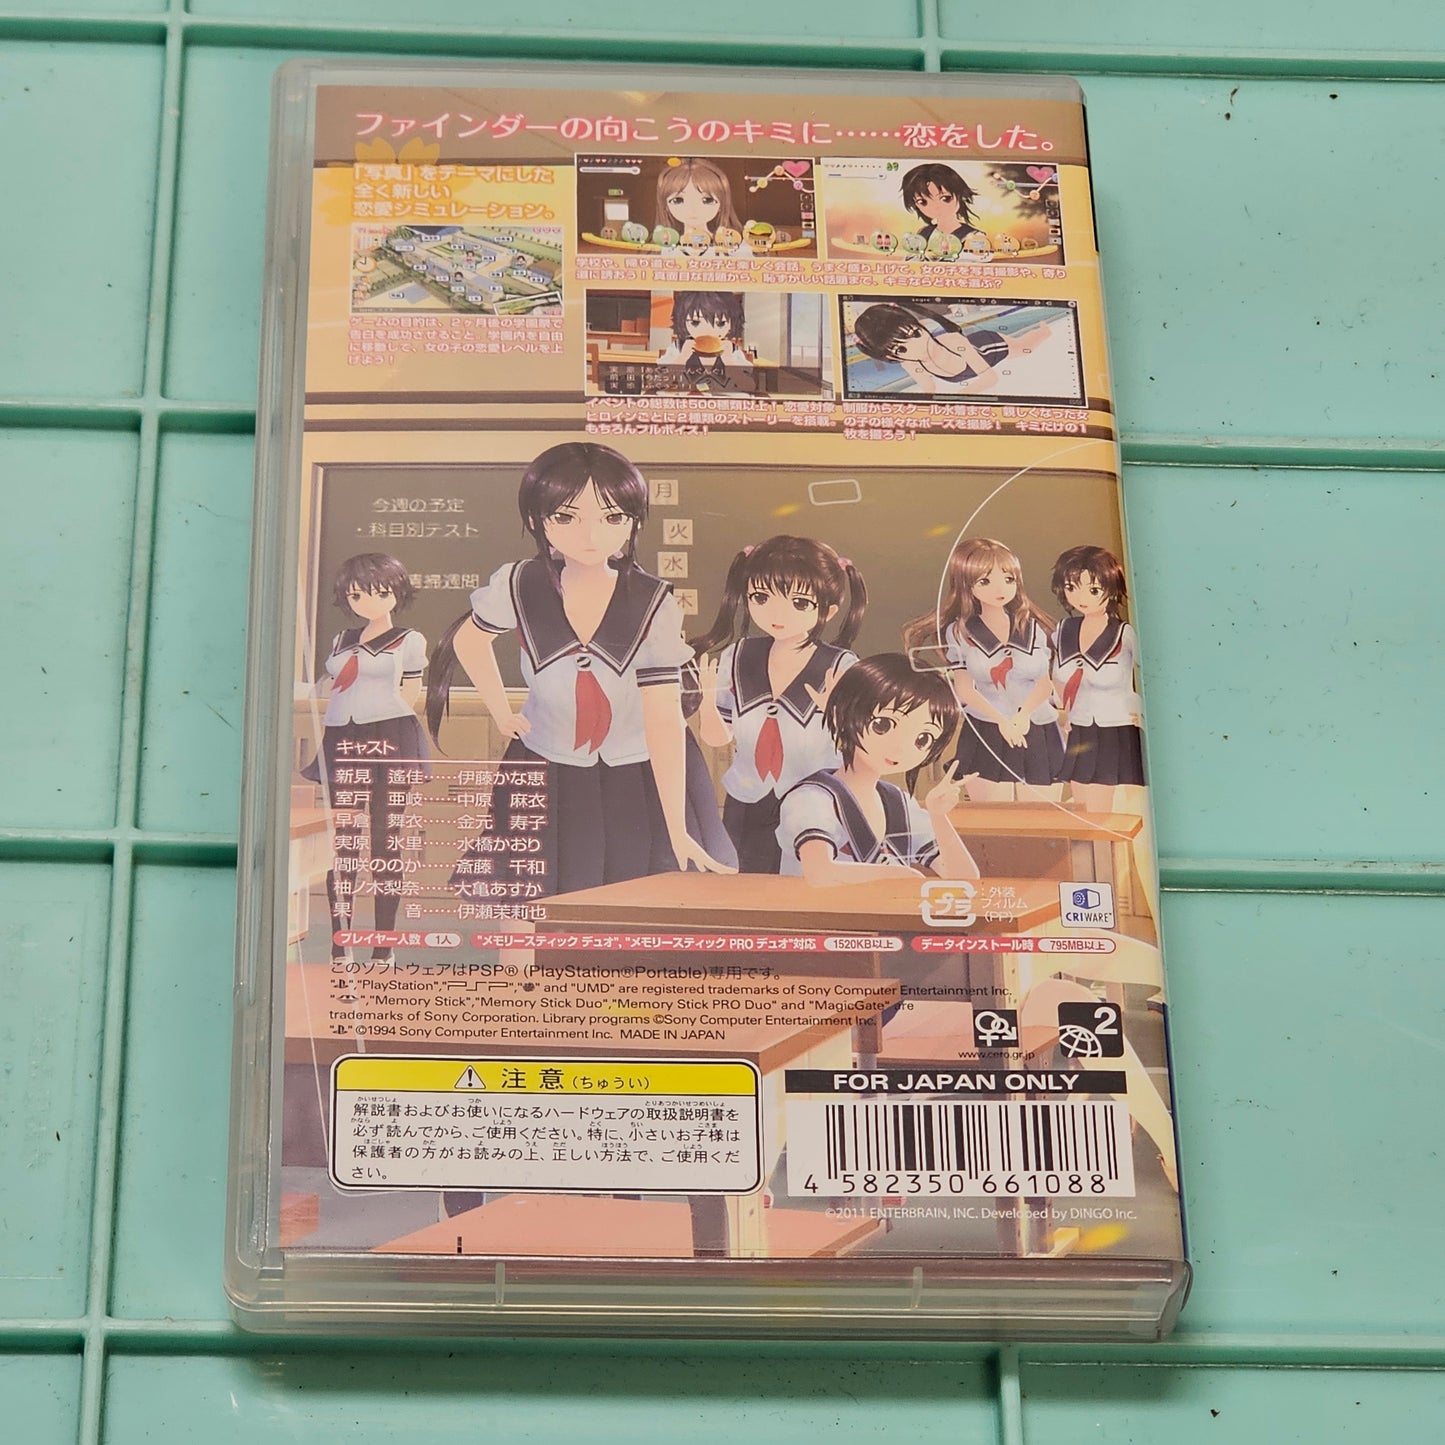 ファインダーの向こうのキミに……恋をした。
「写真」をテーマにした
全く新しい
恋愛シミュレーション。
ゲームの目的は、2ヶ月後の学園祭で
告白を成功させること。学園内を自由
に移動して、女の子の恋愛レベルを上
げよう！
学校や、帰り道で、女の子と楽しく会話。うまく盛り上げて、女の子を写真撮影や、寄り
道に誘おう！ 真面目な話題から、恥ずかしい話題まで、キミならどれを選ぶ？
イベントの総数は500種類以上！ 恋愛対象
ヒロインごとに2種類のストーリーを搭載。
もちろんフルボイス！
制服からスクール水着まで、親しくなった女
の子の様々なポーズを撮影！ キミだけの1
枚を撮ろう！
今週の予定
・科目別テスト
清掃週間
月
火
水
木
キャスト
新見 遙佳……伊藤かな恵
室戸 亜岐……中原 麻衣
早倉 舞衣……金元 寿子
実原 氷里……水橋かおり
間咲ののか……斎藤 千和
柚ノ木梨奈……大亀あすか
果 音……伊瀬茉莉也
プラ
：外装
フィルム
(PP)
CRIWARE™
プレイヤー人数 1人 "メモリースティック デュオ", "メモリースティック PRO デュオ"対応 1520KB以上 データインストール時 795MB以上
このソフトウェアはPSP® (PlayStation®Portable)専用です。
"PlayStation","PSP", and "UMD" are registered trademarks of Sony Computer Entertainment Inc.
"Memory Stick","Memory Stick Duo","Memory Stick PRO Duo" and "MagicGate" are
trademarks of Sony Corporation. Library programs ©Sony Computer Entertainment Inc.
©1994 Sony Computer Entertainment Inc. MADE IN JAPAN
www.cero.gr.jp
2
注意(ちゅうい)
解説書およびお使いになるハードウェアの取扱説明書を
必ず読んでから、ご使用ください。特に、小さいお子様は
保護者の方がお読みの上、正しい方法で、ご使用くだ
さい。
FOR JAPAN ONLY
4 582350 661088
©2011 ENTERBRAIN, INC. Developed by DINGO Inc.